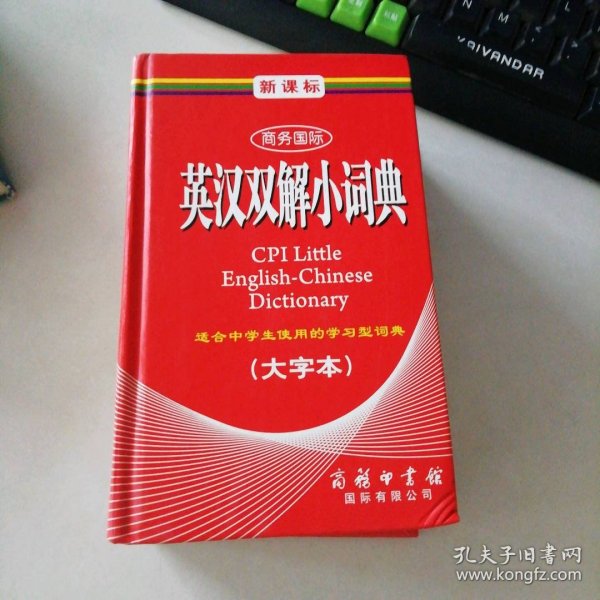 KAIVANDAR
新课标
商务国际
英汉双解小词典
CPI Little
English-Chinese
Dictionary
适合中学生使用的学习型词典
(大字本)
商务印书馆
国际有限公司
孔夫子旧书网
www.kongfz.com